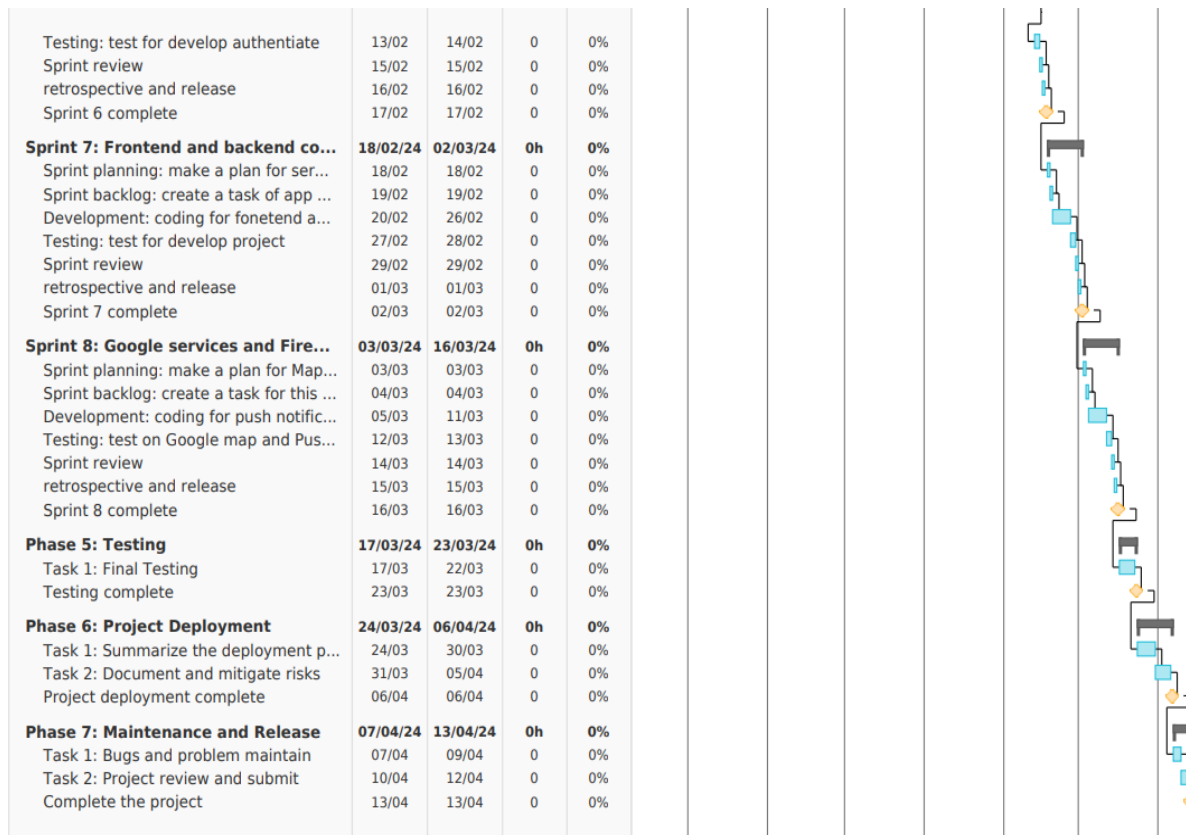 Testing: test for develop authentiate 13/02 14/02 0 0%
Sprint review 15/02 15/02 0 0%
retrospective and release 16/02 16/02 0 0%
Sprint 6 complete 17/02 17/02 0 0%
Sprint 7: Frontend and backend co... 18/02/24 02/03/24 0h 0%
Sprint planning: make a plan for ser... 18/02 18/02 0 0%
Sprint backlog: create a task of app ... 19/02 19/02 0 0%
Development: coding for fonetend a... 20/02 26/02 0 0%
Testing: test for develop project 27/02 28/02 0 0%
Sprint review 29/02 29/02 0 0%
retrospective and release 01/03 01/03 0 0%
Sprint 7 complete 02/03 02/03 0 0%
Sprint 8: Google services and Fire... 03/03/24 16/03/24 0h 0%
Sprint planning: make a plan for Map... 03/03 03/03 0 0%
Sprint backlog: create a task for this ... 04/03 04/03 0 0%
Development: coding for push notific... 05/03 11/03 0 0%
Testing: test on Google map and Pus... 12/03 13/03 0 0%
Sprint review 14/03 14/03 0 0%
retrospective and release 15/03 15/03 0 0%
Sprint 8 complete 16/03 16/03 0 0%
Phase 5: Testing 17/03/24 23/03/24 0h 0%
Task 1: Final Testing 17/03 22/03 0 0%
Testing complete 23/03 23/03 0 0%
Phase 6: Project Deployment 24/03/24 06/04/24 0h 0%
Task 1: Summarize the deployment p... 24/03 30/03 0 0%
Task 2: Document and mitigate risks 31/03 05/04 0 0%
Project deployment complete 06/04 06/04 0 0%
Phase 7: Maintenance and Release 07/04/24 13/04/24 0h 0%
Task 1: Bugs and problem maintain 07/04 09/04 0 0%
Task 2: Project review and submit 10/04 12/04 0 0%
Complete the project 13/04 13/04 0 0%